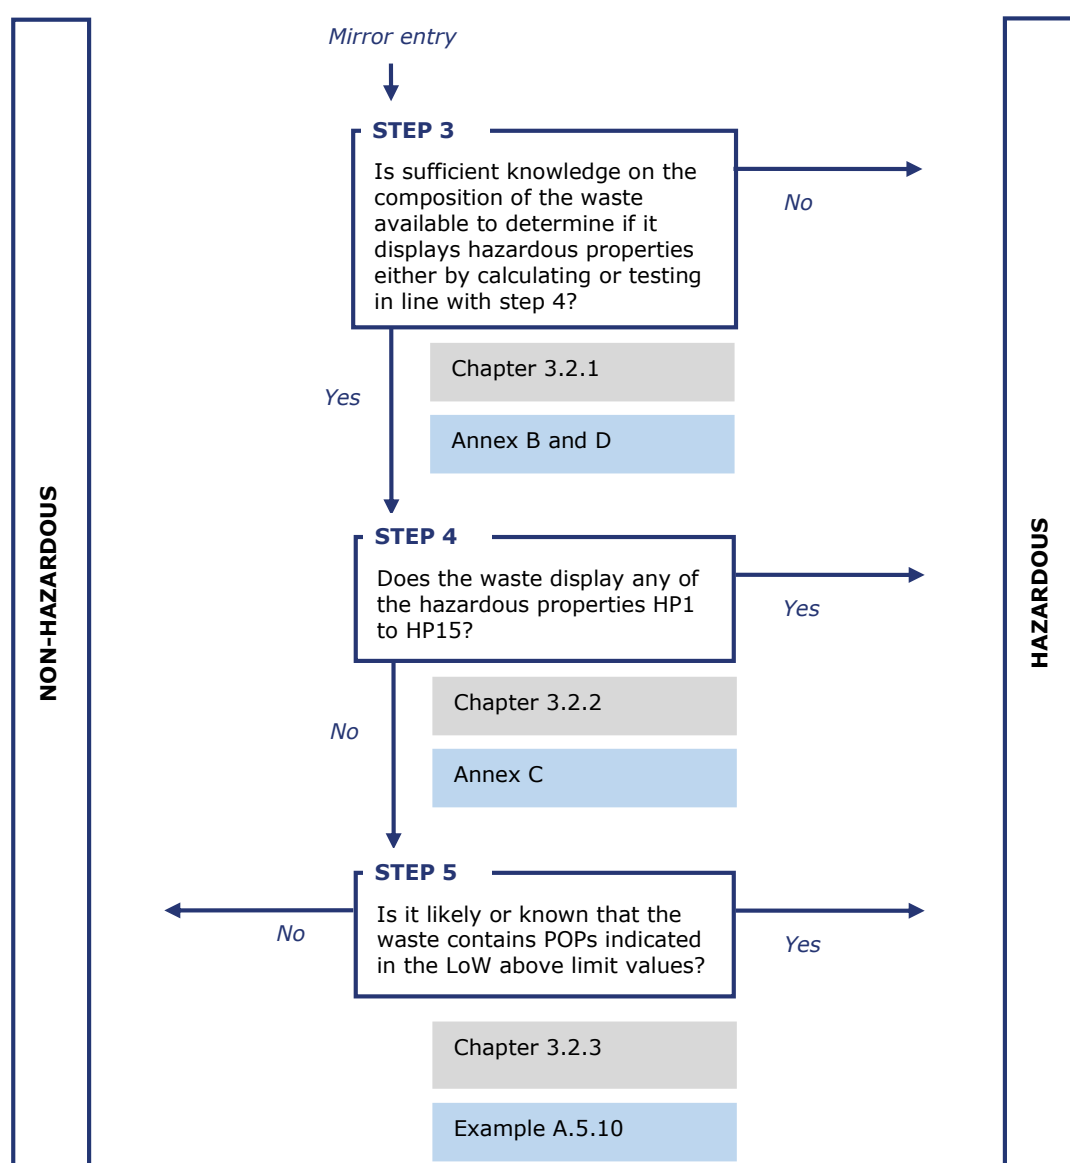 Mirror entry
STEP 3
Is sufficient knowledge on the
composition of the waste
available to determine if it
displays hazardous properties
either by calculating or testing
in line with step 4?
No
Chapter 3.2.1
Yes
Annex B and D
NON-HAZARDOUS
HAZARDOUS
STEP 4
Does the waste display any of
the hazardous properties HP1
to HP15?
Yes
Chapter 3.2.2
No
Annex C
STEP 5
Is it likely or known that the
waste contains POPs indicated
in the LoW above limit values?
No
Yes
Chapter 3.2.3
Example A.5.10